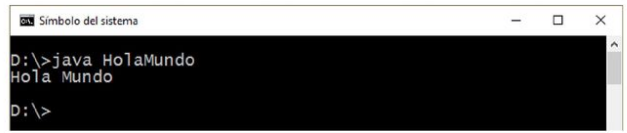 Símbolo del sistema
D:\>java HolaMundo
Hola Mundo
D:\>